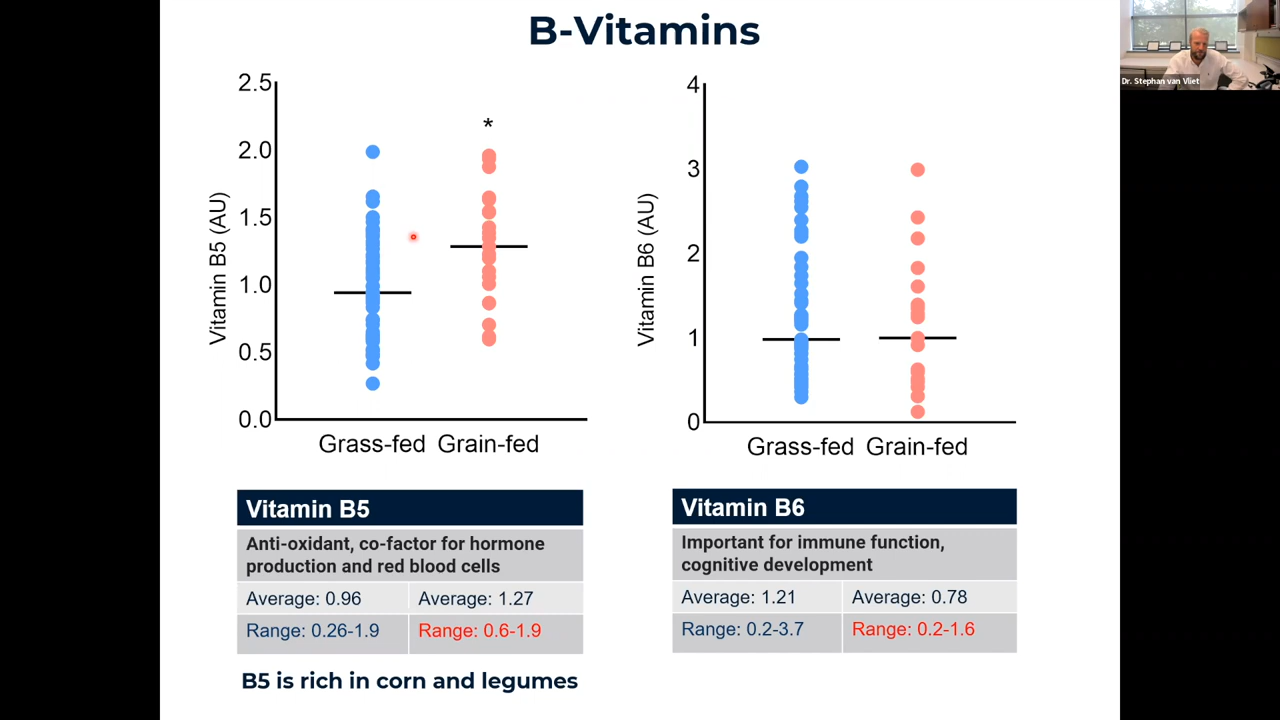 B-Vitamins
Dr. Stephan van Vliet
2.5
2.0
1.5
1.0
0.5
0.0
Vitamin B5 (AU)
*
Grass-fed Grain-fed
4
3
2
1
0
Vitamin B6 (AU)
Grass-fed Grain-fed
Vitamin B5
Anti-oxidant, co-factor for hormone
production and red blood cells
Average: 0.96 Average: 1.27
Range: 0.26-1.9 Range: 0.6-1.9
B5 is rich in corn and legumes
Vitamin B6
Important for immune function,
cognitive development
Average: 1.21 Average: 0.78
Range: 0.2-3.7 Range: 0.2-1.6